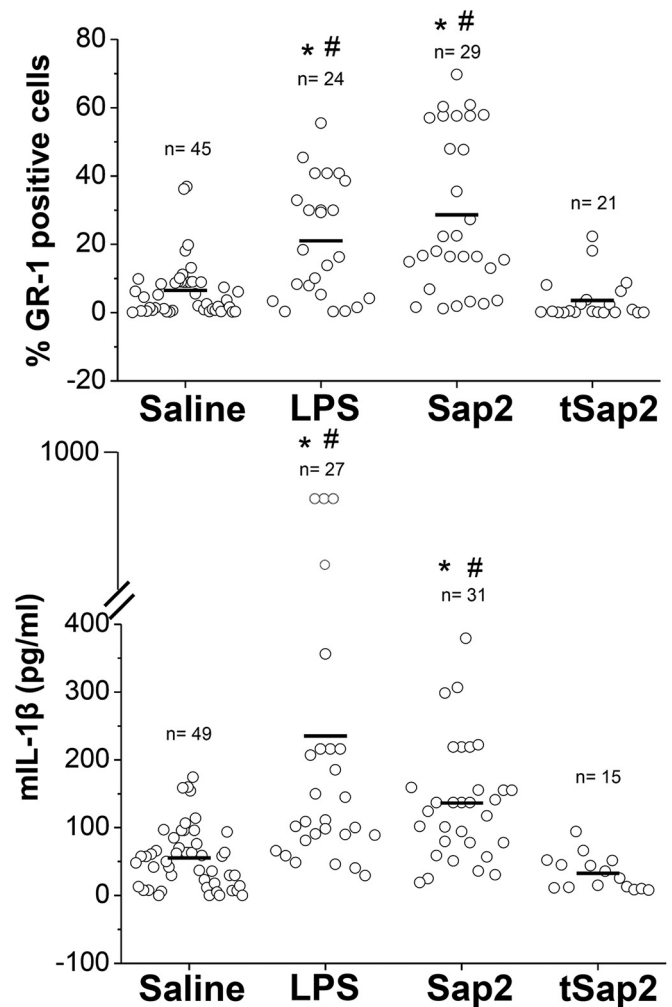 80
* #
* #
n= 29
n= 24
60
n= 45
40
n= 21
20
0
-20
% GR-1 positive cells
Saline LPS Sap2 tSap2
1000
* #
n= 27
* #
n= 31
400
n= 49
300
n= 15
200
100
0
-100
mIL-1β (pg/ml)
Saline LPS Sap2 tSap2